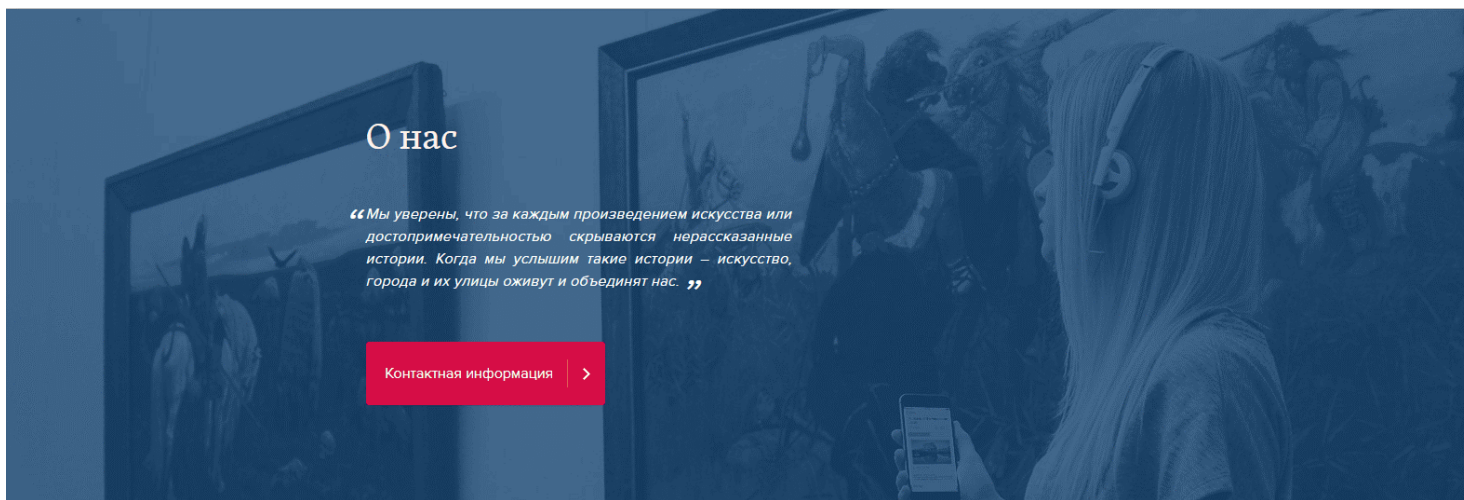 О нас
“Мы уверены, что за каждым произведением искусства или
достопримечательностью скрываются нерассказанные
истории. Когда мы услышим такие истории – искусство,
города и их улицы оживут и объединят нас. ”
Контактная информация